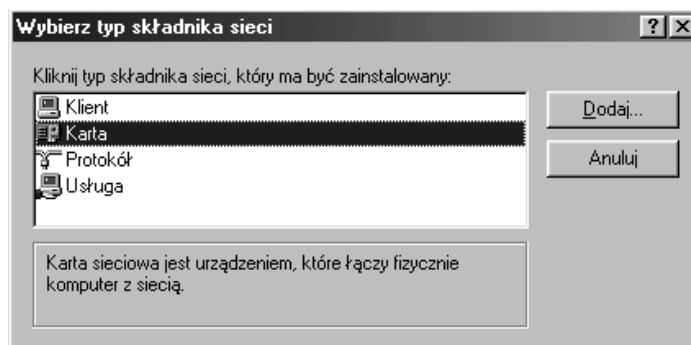 Wybierz typ składnika sieci
Kliknij typ składnika sieci, który ma być zainstalowany:
Klient
Karta
Protokół
Usługa
Dodaj...
Anuluj
Karta sieciowa jest urządzeniem, które łączy fizycznie
komputer z siecią.